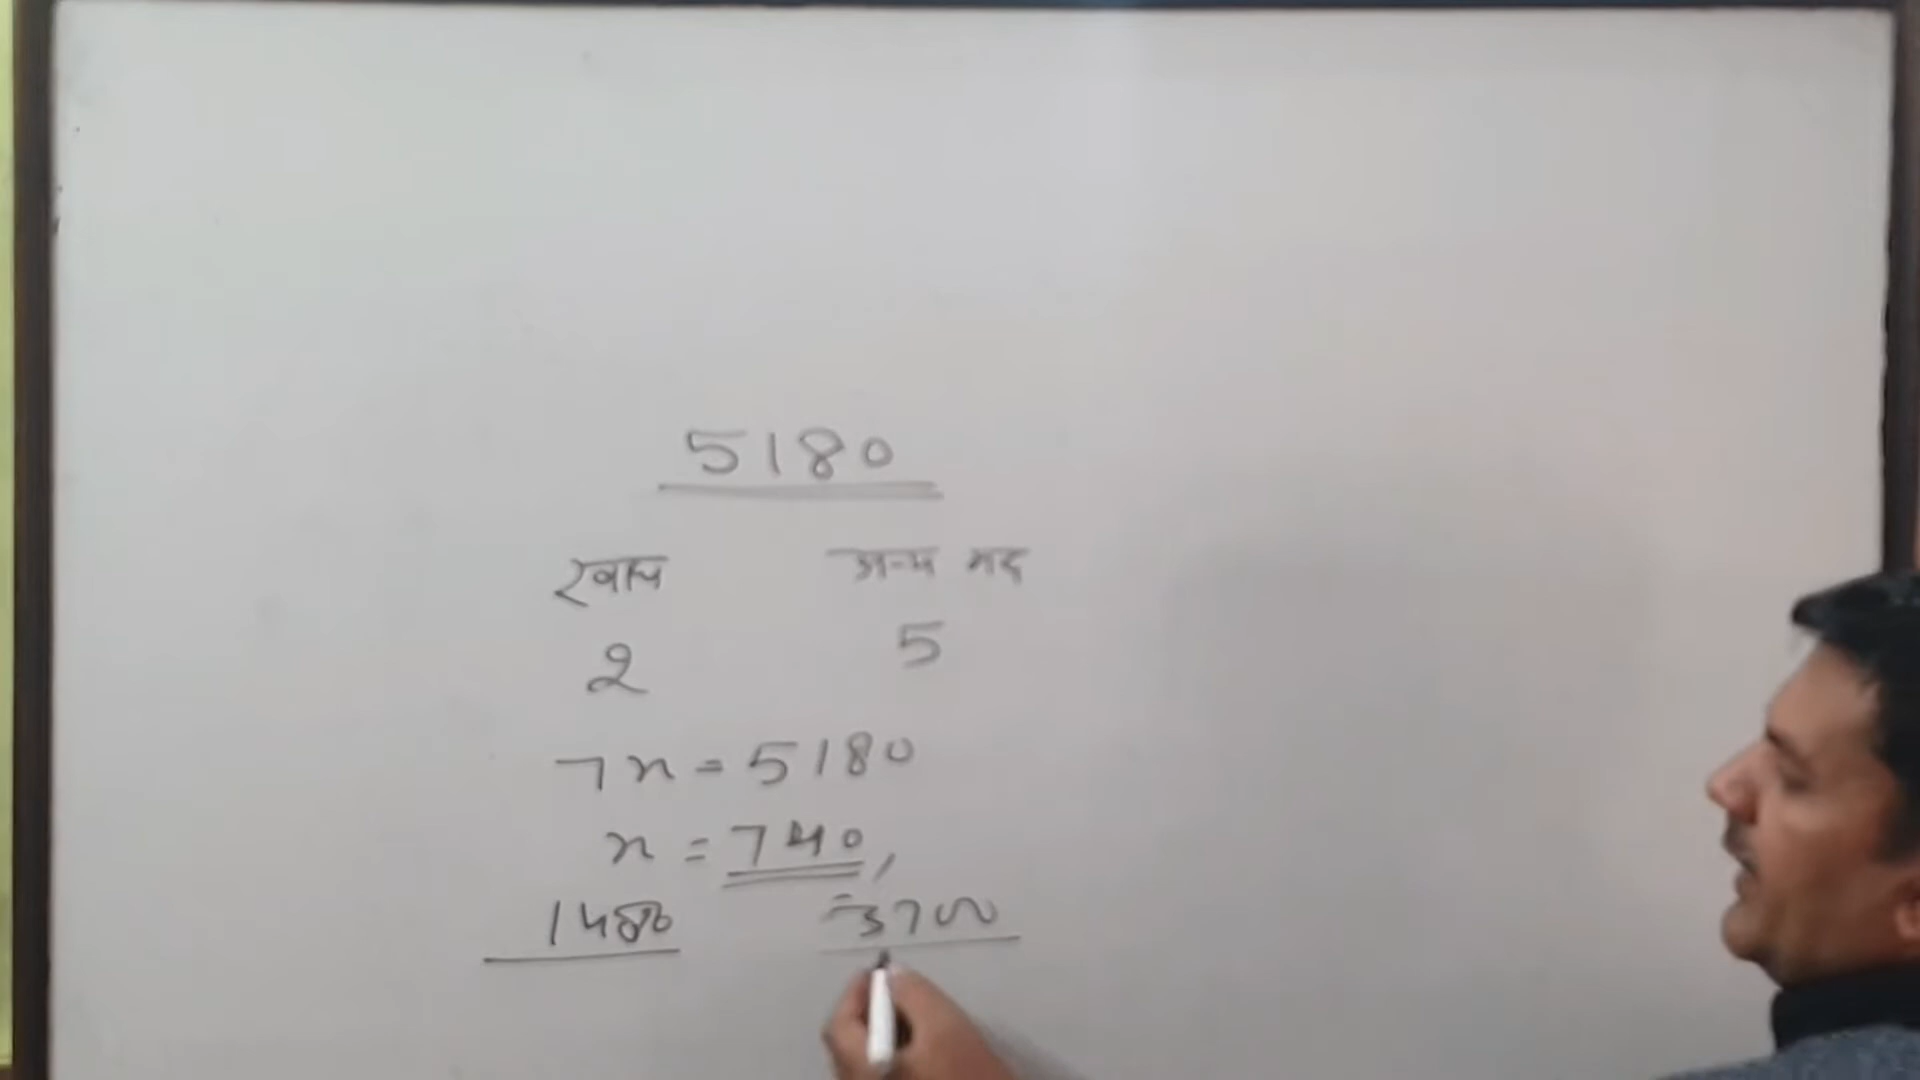 5180
खाद्य अन्य मद
2 5
7x = 5180
x = 740,
1480 = 3700